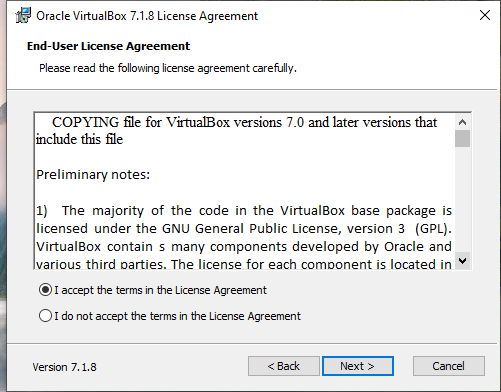 Oracle VirtualBox 7.1.8 License Agreement
End-User License Agreement
Please read the following license agreement carefully.
COPYING file for VirtualBox versions 7.0 and later versions that
include this file
Preliminary notes:
1) The majority of the code in the VirtualBox base package is
licensed under the GNU General Public License, version 3 (GPL).
VirtualBox contain s many components developed by Oracle and
various third parties. The license for each component is located in
I accept the terms in the License Agreement
I do not accept the terms in the License Agreement
Version 7.1.8
< Back
Next >
Cancel